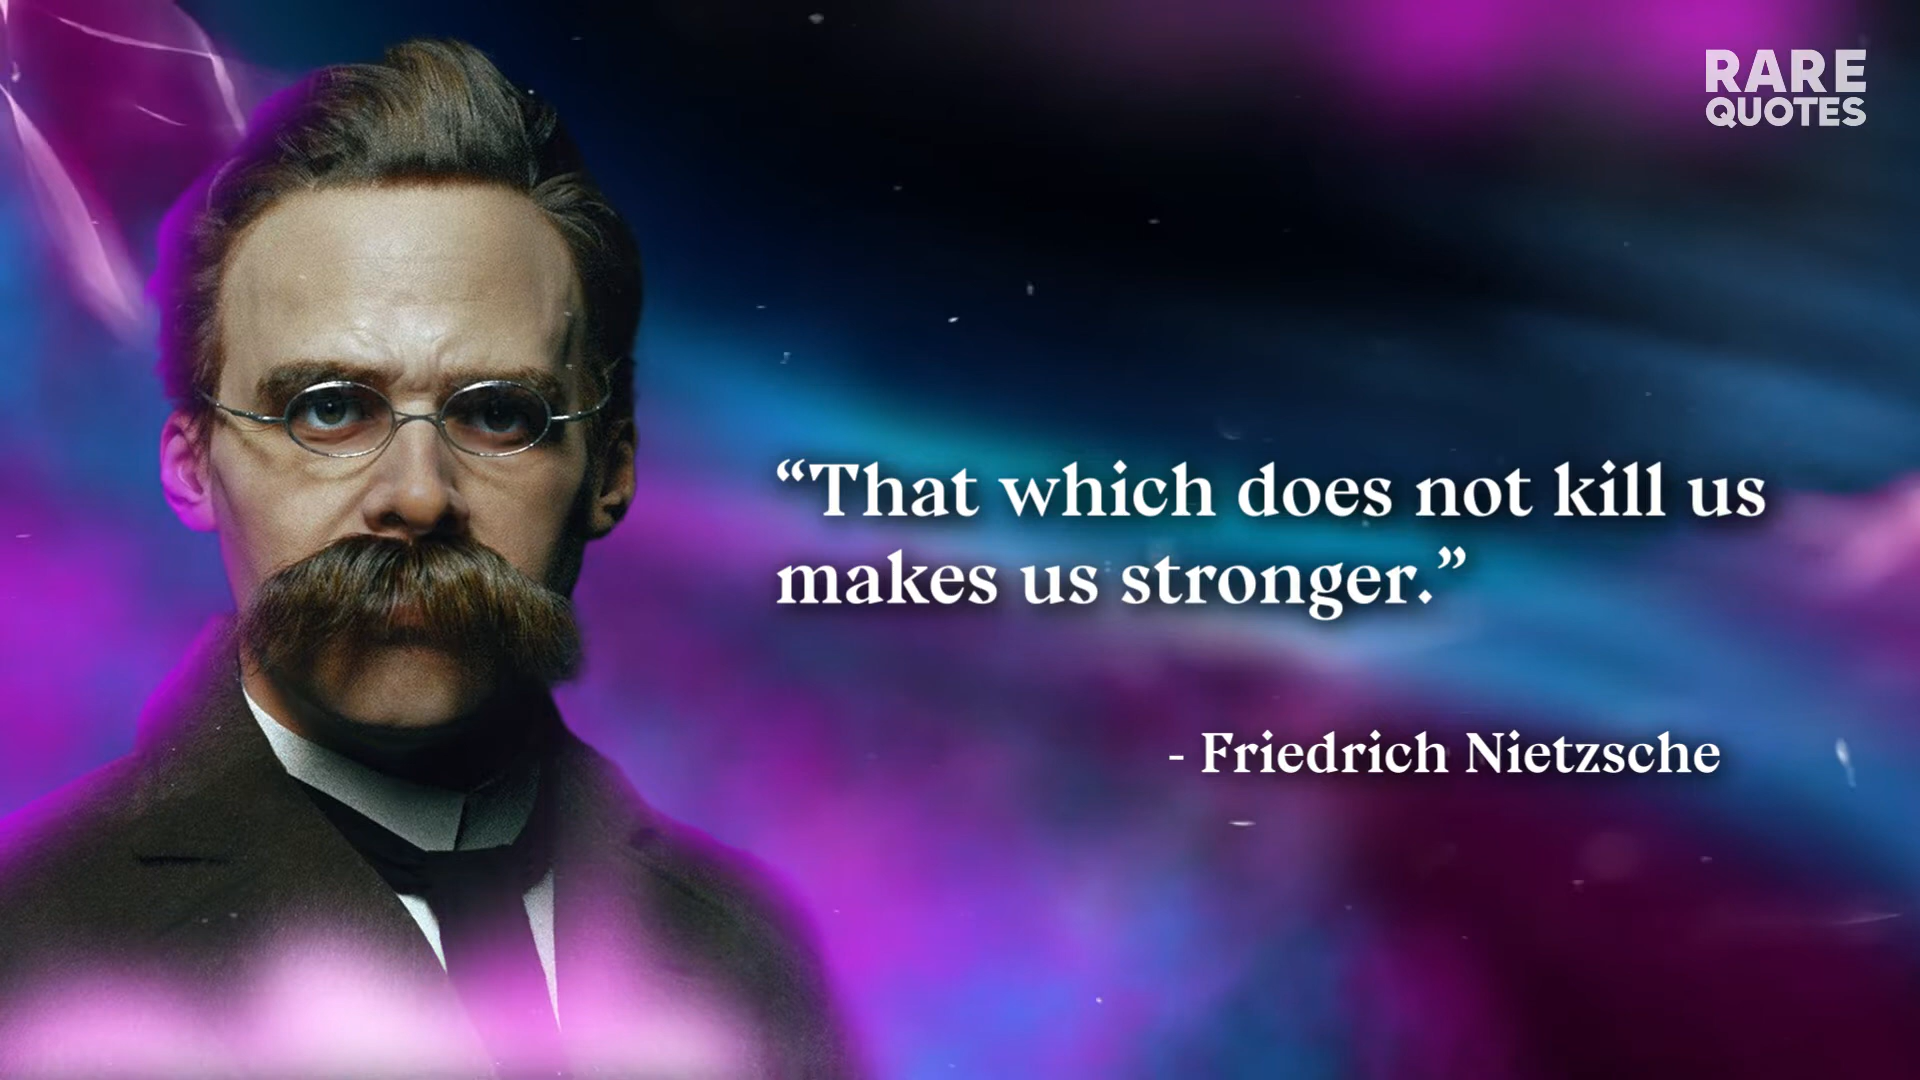 RARE
QUOTES
“That which does not kill us
makes us stronger.”
- Friedrich Nietzsche